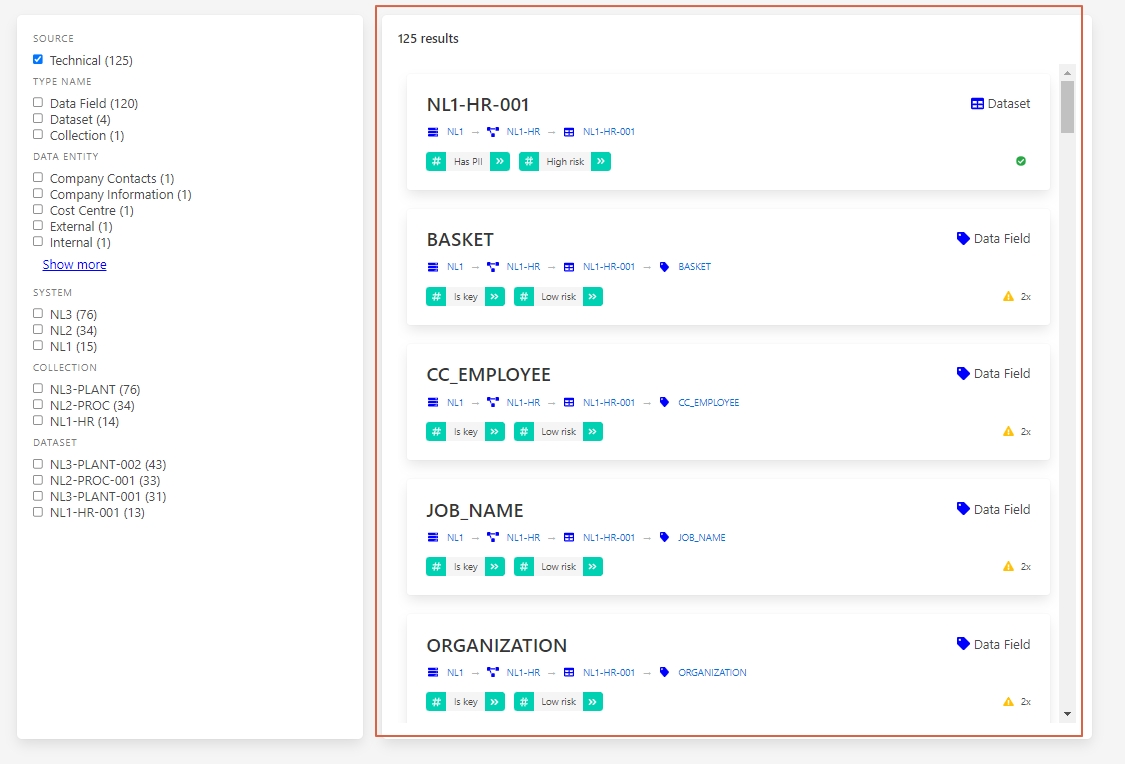 SOURCE
Technical (125)
TYPE NAME
Data Field (120)
Dataset (4)
Collection (1)
DATA ENTITY
Company Contacts (1)
Company Information (1)
Cost Centre (1)
External (1)
Internal (1)
Show more
SYSTEM
NL3 (76)
NL2 (34)
NL1 (15)
COLLECTION
NL3-PLANT (76)
NL2-PROC (34)
NL1-HR (14)
DATASET
NL3-PLANT-002 (43)
NL2-PROC-001 (33)
NL3-PLANT-001 (31)
NL1-HR-001 (13)
125 results
NL1-HR-001 Dataset
NL1 → NL1-HR → NL1-HR-001
# Has PII » # High risk »
BASKET Data Field
NL1 → NL1-HR → NL1-HR-001 → BASKET
# Is key » # Low risk » 2x
CC_EMPLOYEE Data Field
NL1 → NL1-HR → NL1-HR-001 → CC_EMPLOYEE
# Is key » # Low risk » 2x
JOB_NAME Data Field
NL1 → NL1-HR → NL1-HR-001 → JOB_NAME
# Is key » # Low risk » 2x
ORGANIZATION Data Field
NL1 → NL1-HR → NL1-HR-001 → ORGANIZATION
# Is key » # Low risk » 2x